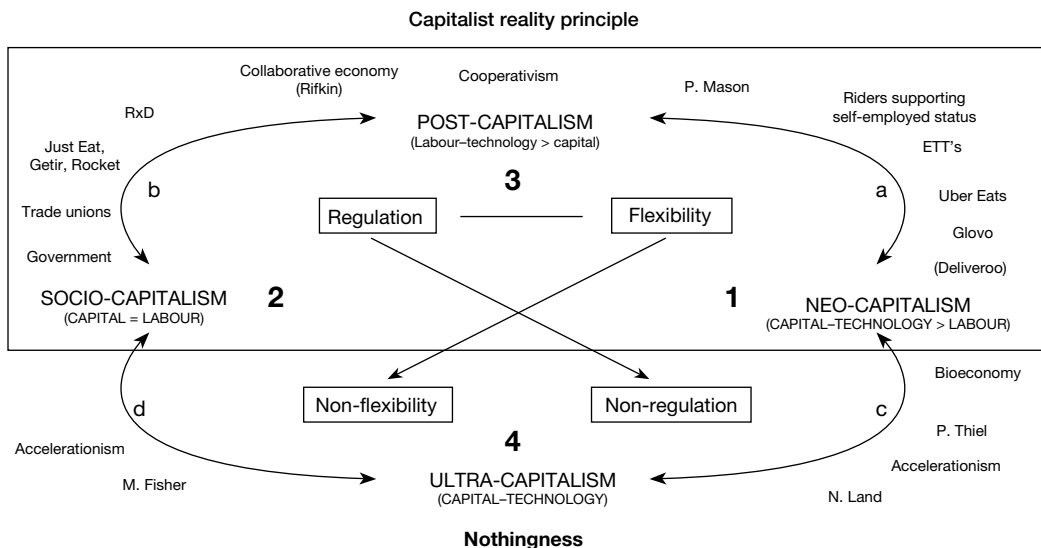 Capitalist reality principle
Collaborative economy
(Rifkin)
Cooperativism
P. Mason
RxD
Riders supporting
self-employed status
POST-CAPITALISM
(Labour–technology > capital)
Just Eat,
Getir, Rocket
ETT's
3
b
a
Trade unions
Regulation
Flexibility
Uber Eats
Glovo
Government
(Deliveroo)
SOCIO-CAPITALISM
(CAPITAL = LABOUR)
2
1
NEO-CAPITALISM
(CAPITAL–TECHNOLOGY > LABOUR)
Bioeconomy
d
Non-flexibility
Non-regulation
c
P. Thiel
Accelerationism
4
Accelerationism
M. Fisher
ULTRA-CAPITALISM
(CAPITAL–TECHNOLOGY)
N. Land
Nothingness